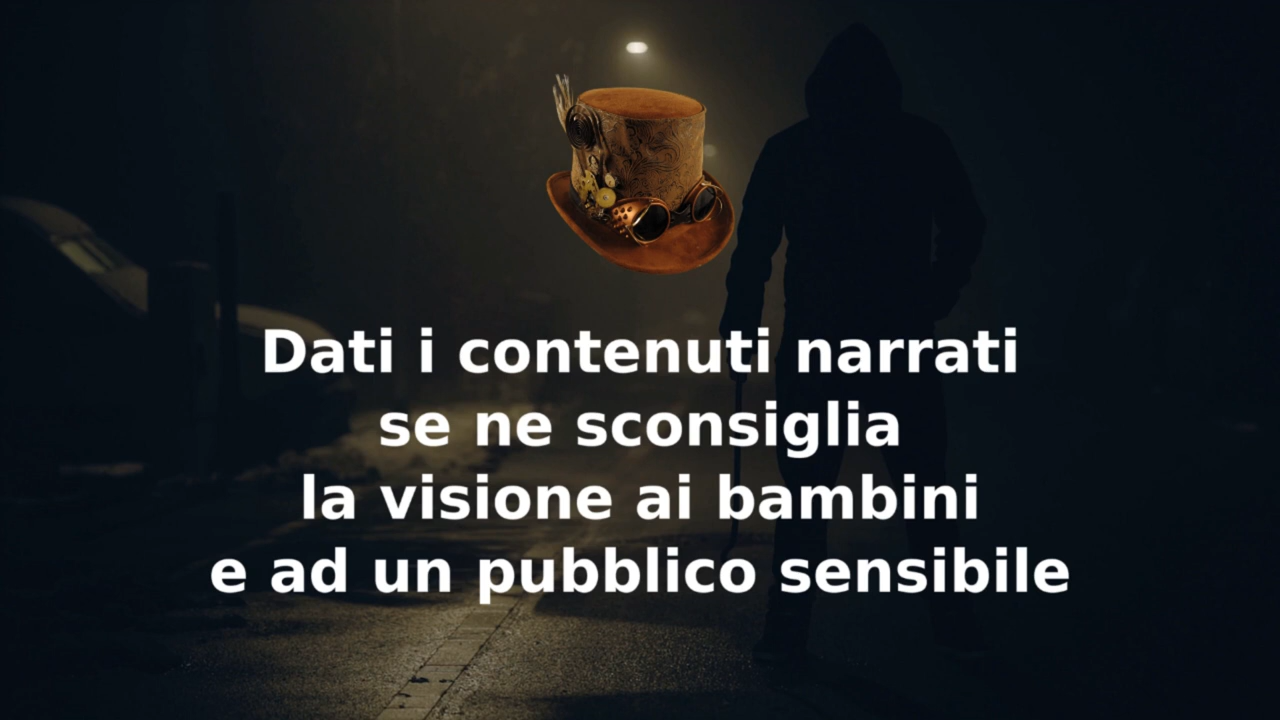 Dati i contenuti narrati
se ne sconsiglia
la visione ai bambini
e ad un pubblico sensibile